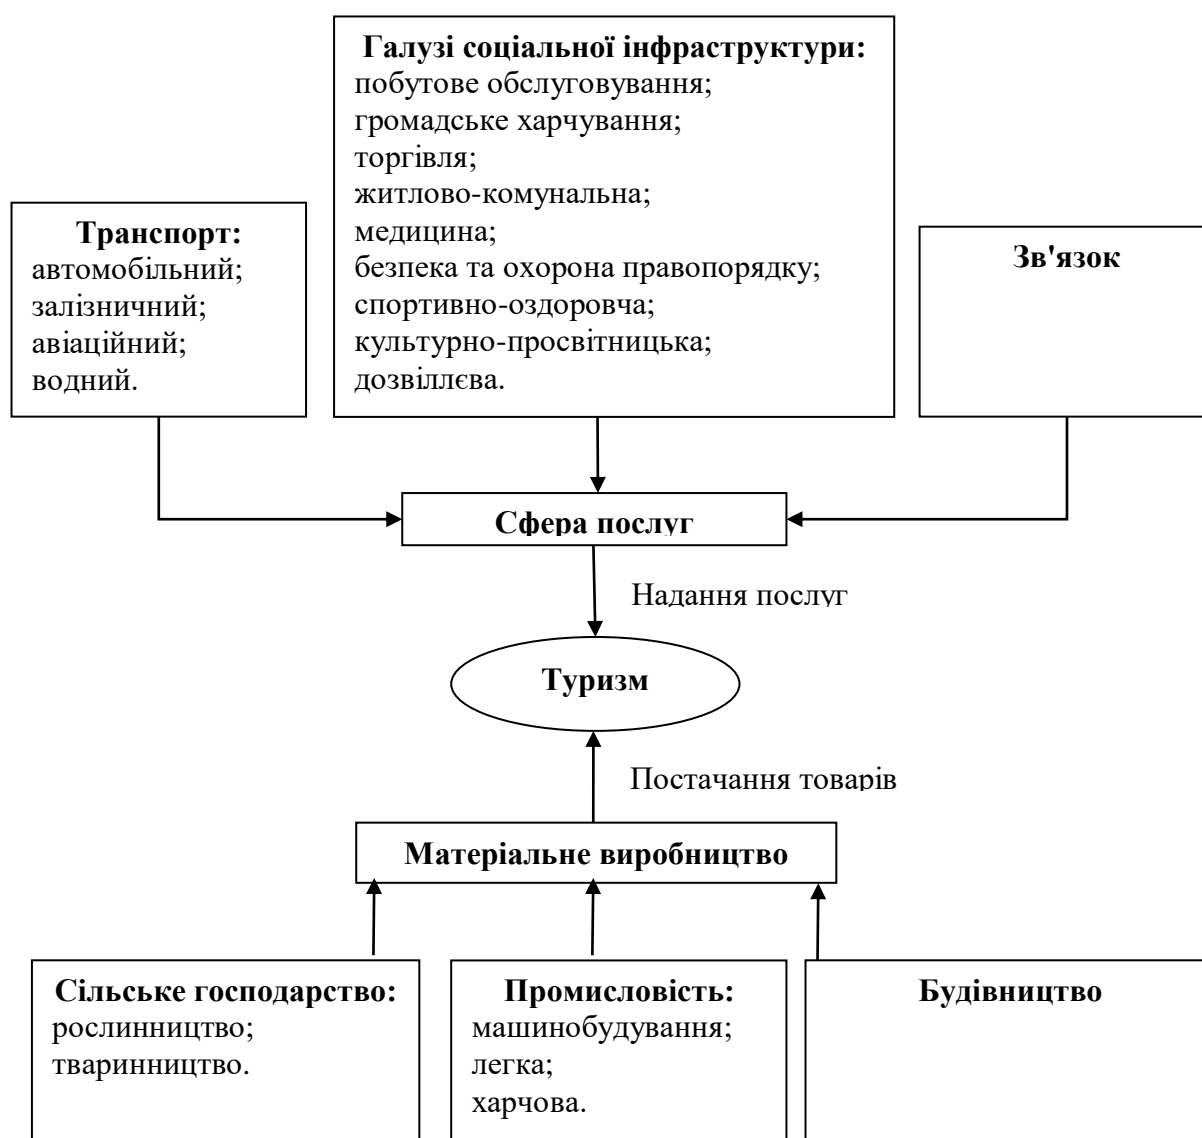 Галузі соціальної інфраструктури:
побутове обслуговування;
громадське харчування;
торгівля;
житлово-комунальна;
медицина;
безпека та охорона правопорядку;
спортивно-оздоровча;
культурно-просвітницька;
дозвіллєва.
Транспорт:
автомобільний;
залізничний;
авіаційний;
водний.
Зв'язок
Сфера послуг
Надання послуг
Туризм
Постачання товарів
Матеріальне виробництво
Сільське господарство:
рослинництво;
тваринництво.
Промисловість:
машинобудування;
легка;
харчова.
Будівництво